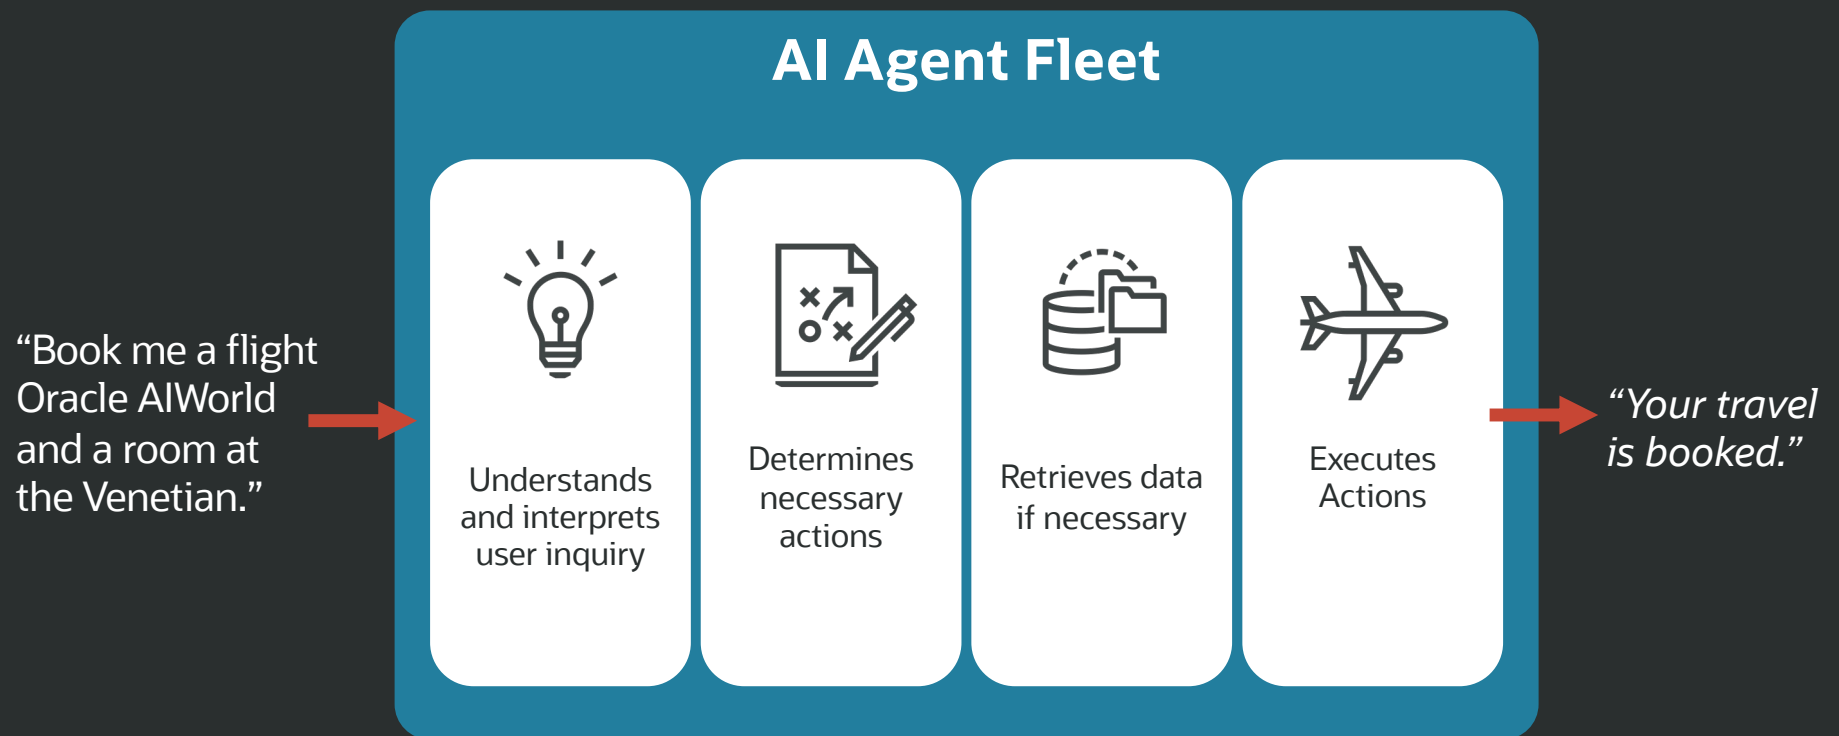 AI Agent Fleet
“Book me a flight
Oracle AIWorld
and a room at
the Venetian.”
Understands
and interprets
user inquiry
Determines
necessary
actions
Retrieves data
if necessary
Executes
Actions
“Your travel
is booked.”